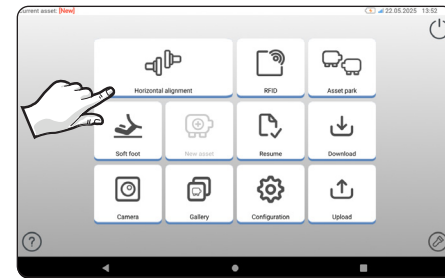 Current asset: [New]
22.05.2025 13:52
Horizontal alignment
RFID
Asset park
Soft foot
New asset
Resume
Download
Camera
Gallery
Configuration
Upload
?